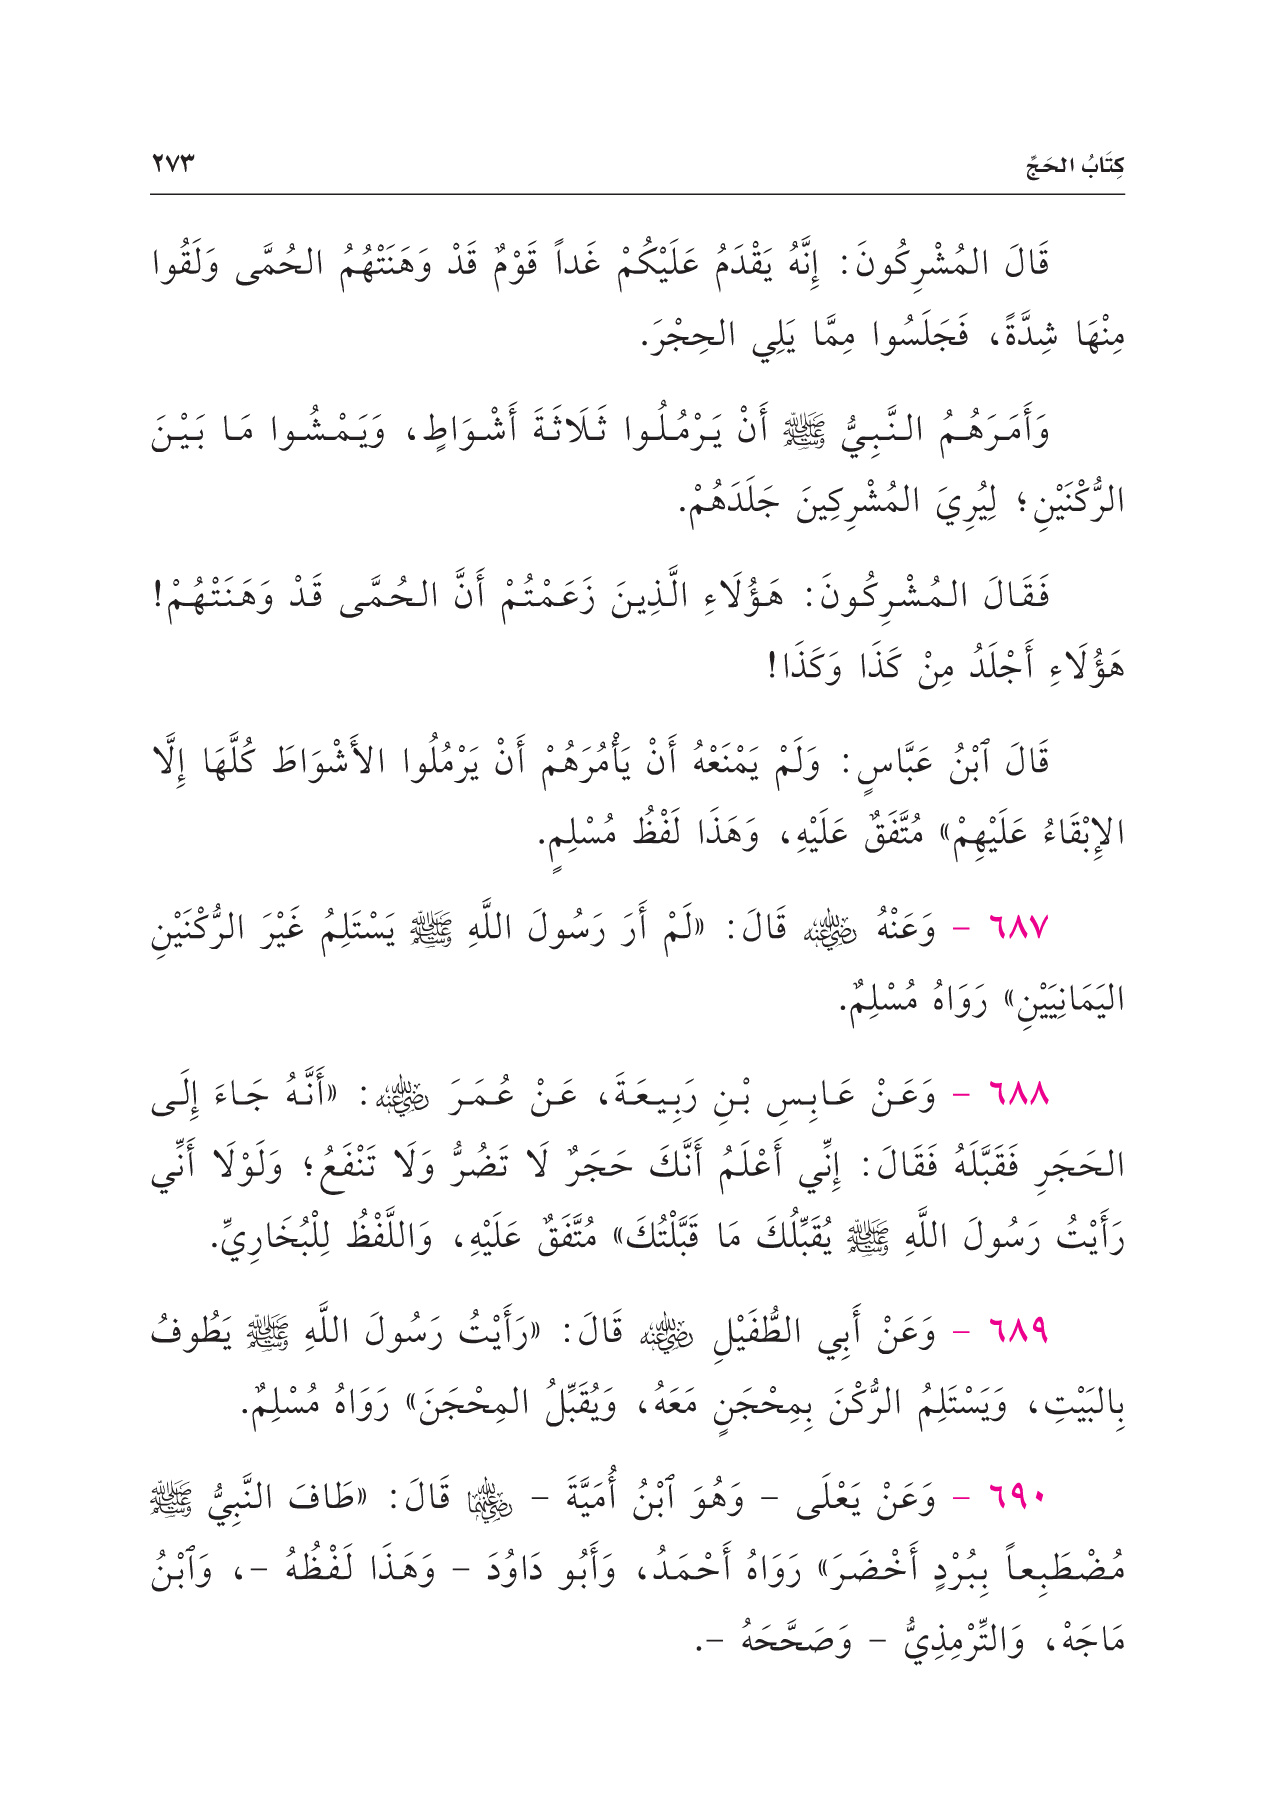 كِتَابُ الحَجِّ ٢٧٣
قَالَ المُشْرِكُونَ: إِنَّهُ يَقْدَمُ عَلَيْكُمْ غَداً قَوْمٌ قَدْ وَهَنَتْهُمُ الحُمَّى وَلَقُوا
مِنْهَا شِدَّةً، فَجَلَسُوا مِمَّا يَلِي الحِجْرَ.
وَأَمَرَهُمُ النَّبِيُّ ﷺ أَنْ يَرْمُلُوا ثَلَاثَةَ أَشْوَاطٍ، وَيَمْشُوا مَا بَيْنَ
الرُّكْنَيْنِ؛ لِيُرِيَ المُشْرِكِينَ جَلَدَهُمْ.
فَقَالَ المُشْرِكُونَ: هَؤُلَاءِ الَّذِينَ زَعَمْتُمْ أَنَّ الحُمَّى قَدْ وَهَنَتْهُمْ!
هَؤُلَاءِ أَجْلَدُ مِنْ كَذَا وَكَذَا!
قَالَ ٱبْنُ عَبَّاسٍ: وَلَمْ يَمْنَعْهُ أَنْ يَأْمُرَهُمْ أَنْ يَرْمُلُوا الأَشْوَاطَ كُلَّهَا إِلَّا
الإِبْقَاءُ عَلَيْهِمْ» مُتَّفَقٌ عَلَيْهِ، وَهَذَا لَفْظُ مُسْلِمٍ.
٦٨٧ - وَعَنْهُ رضي الله عنه قَالَ: «لَمْ أَرَ رَسُولَ اللَّهِ ﷺ يَسْتَلِمُ غَيْرَ الرُّكْنَيْنِ
اليَمَانِيَيْنِ» رَوَاهُ مُسْلِمٌ.
٦٨٨ - وَعَنْ عَابِسِ بْنِ رَبِيعَةَ، عَنْ عُمَرَ رضي الله عنه: «أَنَّهُ جَاءَ إِلَى
الحَجَرِ فَقَبَّلَهُ فَقَالَ: إِنِّي أَعْلَمُ أَنَّكَ حَجَرٌ لَا تَضُرُّ وَلَا تَنْفَعُ؛ وَلَوْلَا أَنِّي
رَأَيْتُ رَسُولَ اللَّهِ ﷺ يُقَبِّلُكَ مَا قَبَّلْتُكَ» مُتَّفَقٌ عَلَيْهِ، وَاللَّفْظُ لِلْبُخَارِيِّ.
٦٨٩ - وَعَنْ أَبِي الطُّفَيْلِ رضي الله عنه قَالَ: «رَأَيْتُ رَسُولَ اللَّهِ ﷺ يَطُوفُ
بِالبَيْتِ، وَيَسْتَلِمُ الرُّكْنَ بِمِحْجَنٍ مَعَهُ، وَيُقَبِّلُ المِحْجَنَ» رَوَاهُ مُسْلِمٌ.
٦٩٠ - وَعَنْ يَعْلَى - وَهُوَ ٱبْنُ أُمَيَّةَ - رضي الله عنهما قَالَ: «طَافَ النَّبِيُّ ﷺ
مُضْطَبِعاً بِبُرْدٍ أَخْضَرَ» رَوَاهُ أَحْمَدُ، وَأَبُو دَاوُدَ - وَهَذَا لَفْظُهُ -، وَٱبْنُ
مَاجَهْ، وَالتِّرْمِذِيُّ - وَصَحَّحَهُ -.